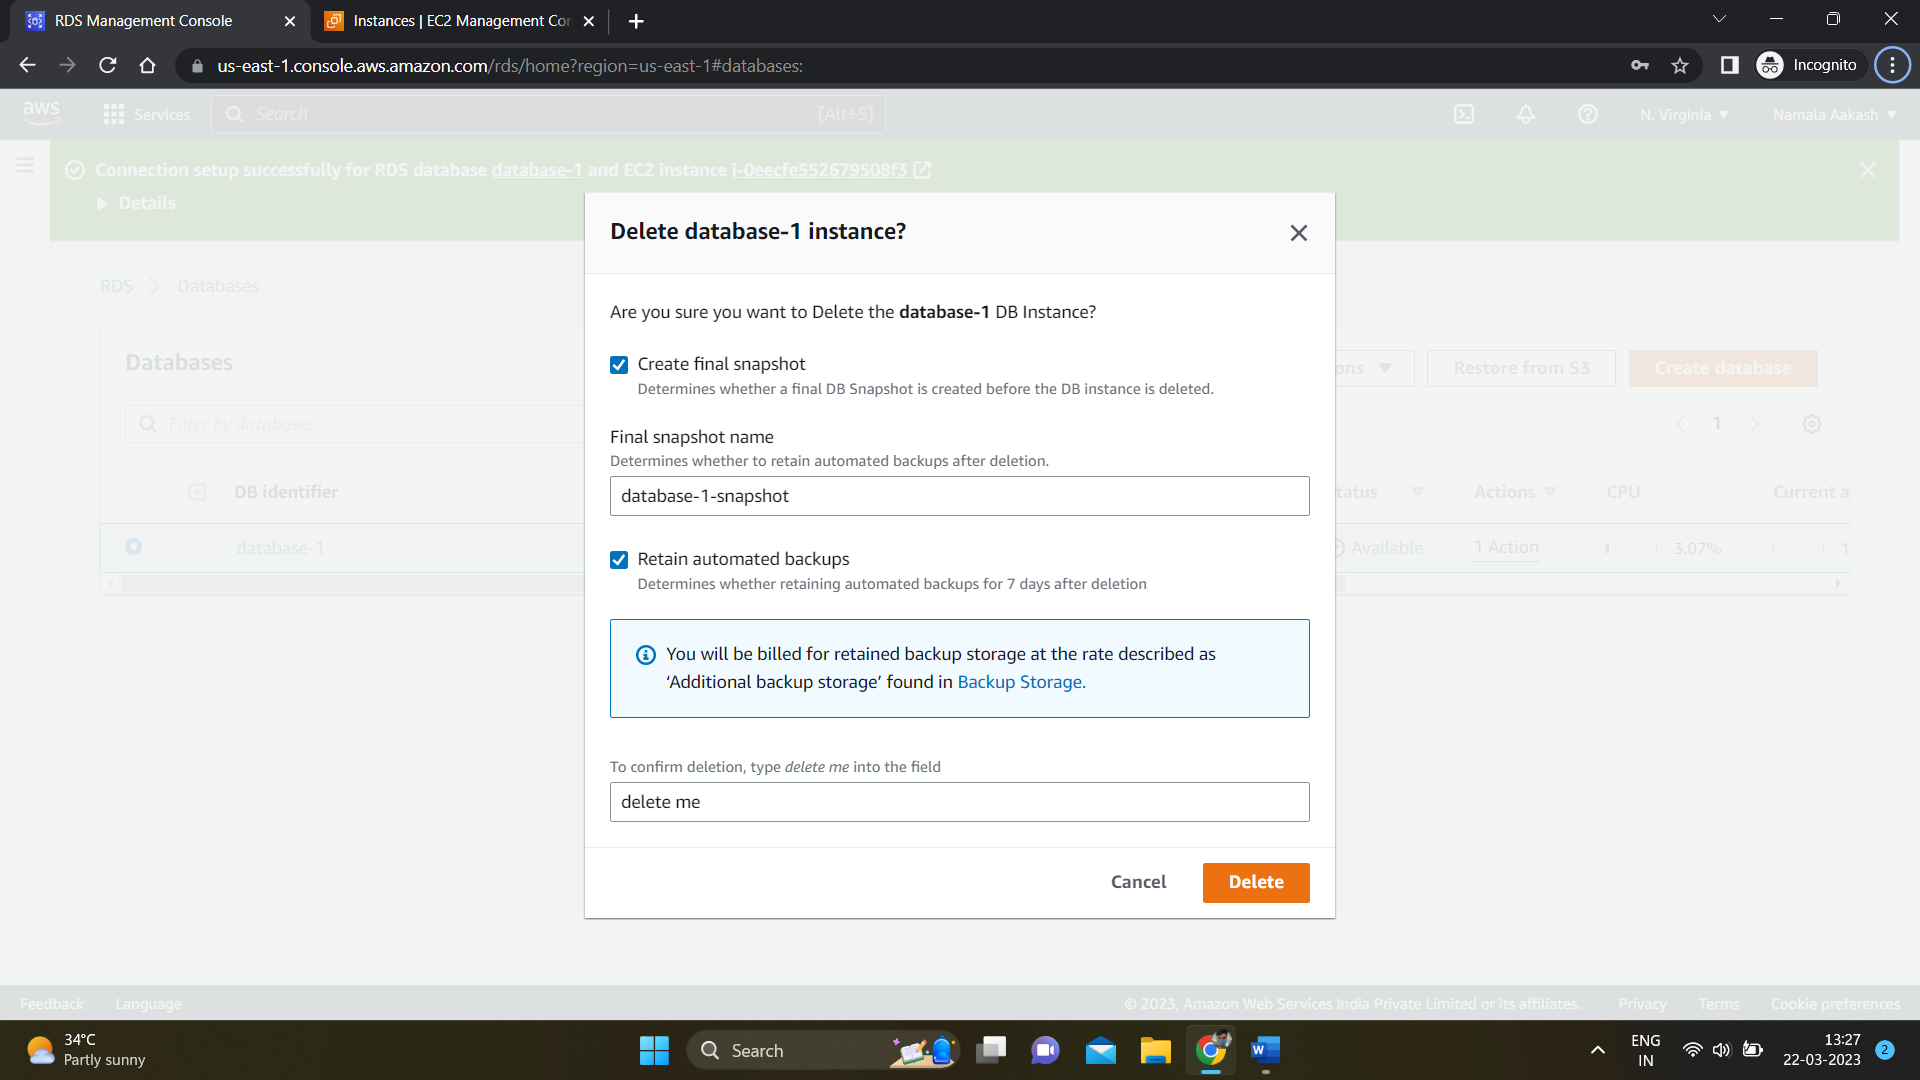 RDS Management Console
Instances | EC2 Management Con
us-east-1.console.aws.amazon.com/rds/home?region=us-east-1#databases:
Incognito
aws
Services
Search
[Alt+S]
N. Virginia
Namala Aakash
Connection setup successfully for RDS database database-1 and EC2 instance i-0eecfe552679508f3
Details
Delete database-1 instance?
RDS
Databases
Are you sure you want to Delete the database-1 DB Instance?
Databases
ons
Restore from S3
Create database
Create final snapshot
Determines whether a final DB Snapshot is created before the DB instance is deleted.
Filter by databases
1
Final snapshot name
Determines whether to retain automated backups after deletion.
database-1-snapshot
DB identifier
tatus
Actions
CPU
Current a
database-1
Available
1 Action
3.07%
1
Retain automated backups
Determines whether retaining automated backups for 7 days after deletion
You will be billed for retained backup storage at the rate described as
‘Additional backup storage’ found in Backup Storage.
To confirm deletion, type delete me into the field
delete me
Cancel
Delete
Feedback
Language
© 2023, Amazon Web Services India Private Limited or its affiliates.
Privacy
Terms
Cookie preferences
34°C
Partly sunny
Search
W
ENG
IN
13:27
22-03-2023
2